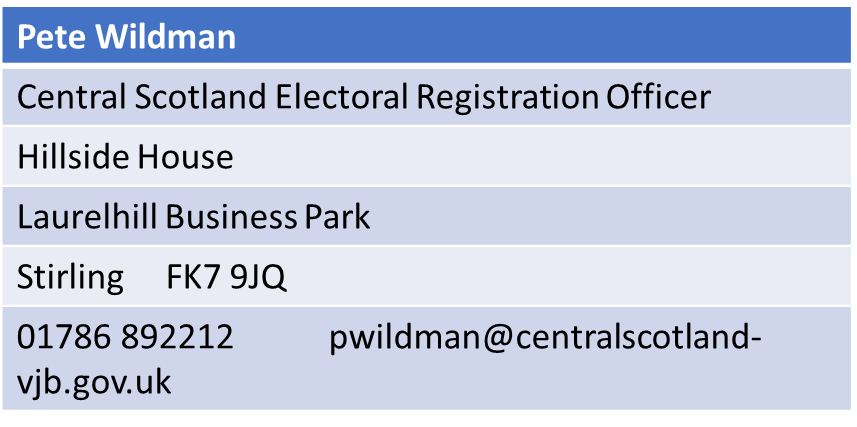 Pete Wildman
Central Scotland Electoral Registration Officer
Hillside House
Laurelhill Business Park
Stirling FK7 9JQ
01786 892212 pwildman@centralscotland-
vjb.gov.uk